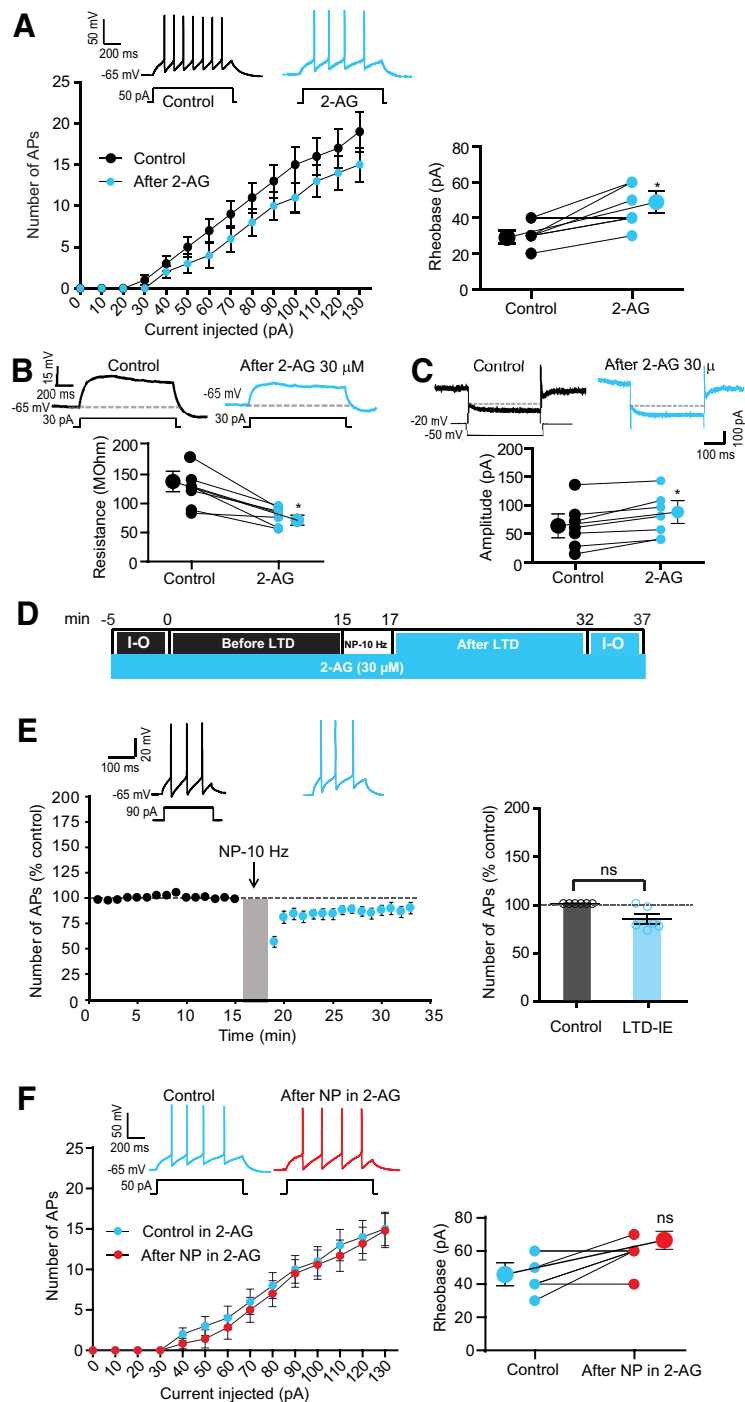 A
50 mV
200 ms
-65 mV
50 pA
Control
2-AG
Number of APs
25
20
15
10
5
0
Control
After 2-AG
0 10 20 30 40 50 60 70 80 90 100 110 120 130
Current injected (pA)
Rheobase (pA)
80
60
40
20
0
Control
2-AG
*
B
15 mV
200 ms
Control
After 2-AG 30 µM
-65 mV
-65 mV
30 pA
30 pA
Resistance (MOhm)
200
150
100
50
0
Control
2-AG
*
C
Control
After 2-AG 30 µ
-20 mV
-50 mV
100 pA
100 ms
Amplitude (pA)
200
150
100
50
0
Control
2-AG
*
D
min -5 0 15 17 32 37
I-O Before LTD NP-10 Hz After LTD I-O
2-AG (30 µM)
E
20 mV
100 ms
-65 mV
90 pA
Number of APs (% control)
200
175
150
125
100
75
50
25
0
NP-10 Hz
0 5 10 15 20 25 30 35
Time (min)
Number of APs (% control)
200
150
100
50
0
ns
Control
LTD-IE
F
50 mV
200 ms
Control
After NP in 2-AG
-65 mV
50 pA
Number of APs
25
20
15
10
5
0
Control in 2-AG
After NP in 2-AG
0 10 20 30 40 50 60 70 80 90 100 110 120 130
Current injected (pA)
Rheobase (pA)
80
60
40
20
0
ns
Control
After NP in 2-AG